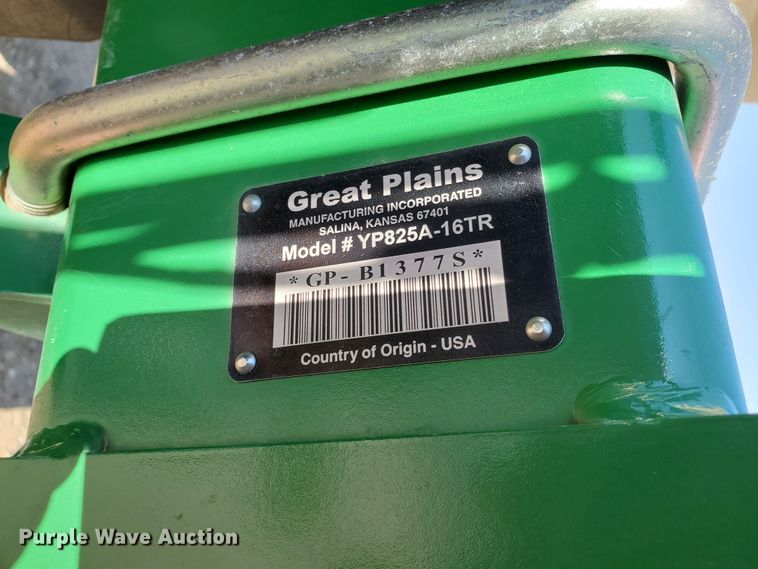 Great Plains
MANUFACTURING INCORPORATED
SALINA, KANSAS 67401
Model # YP825A-16TR
*GP- B1377S*
Country of Origin - USA
Purple Wave Auction